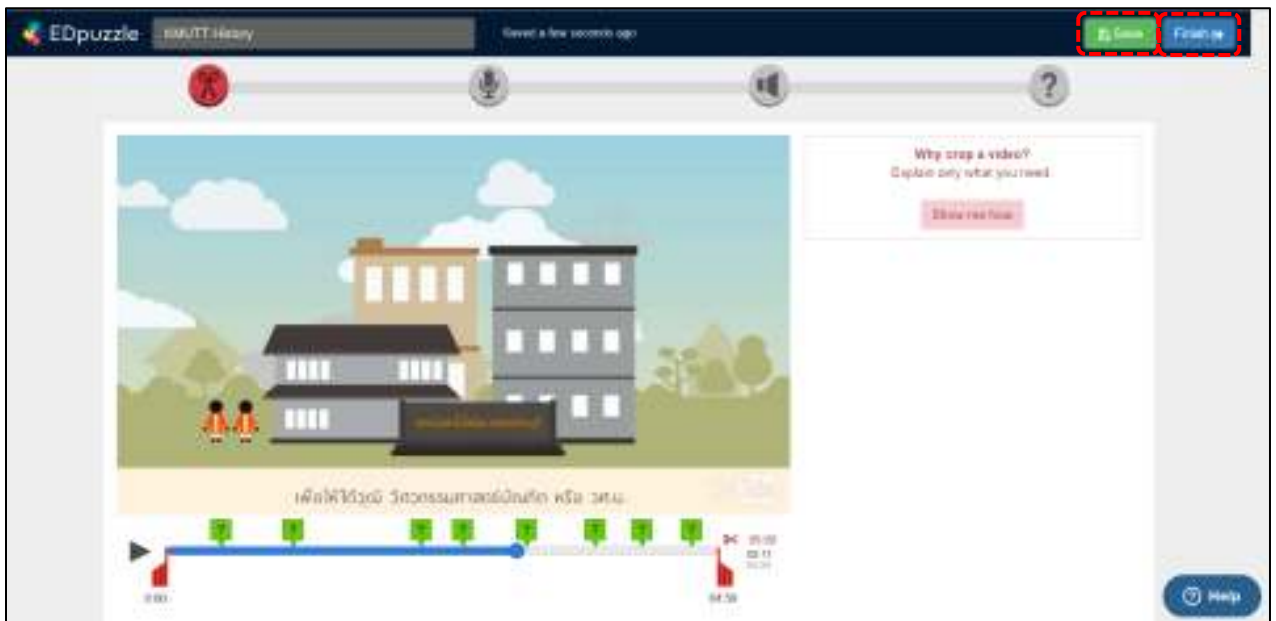 EDpuzzle
KMUTT History
Saved a few seconds ago
Save
Finish
?
Why crop a video?
Explain only what you need.
Show me how
เพื่อให้ได้วุฒิ วิศวกรรมศาสตร์บัณฑิต หรือ วศ.บ.
0:00
04:59
Help